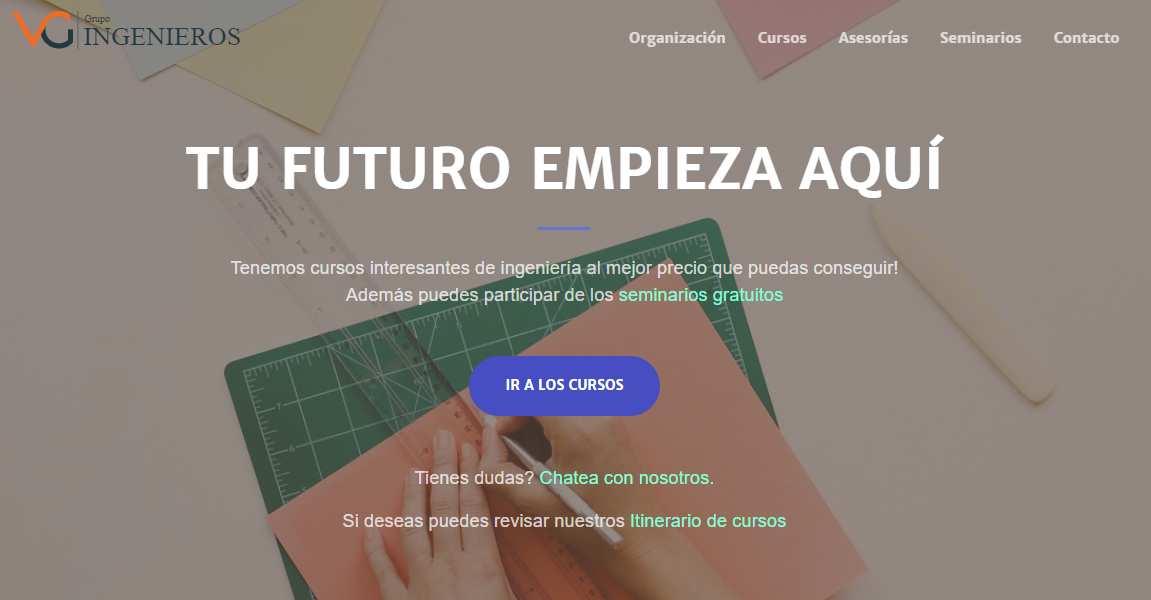 VG
Grupo
INGENIEROS
Organización Cursos Asesorías Seminarios Contacto
TU FUTURO EMPIEZA AQUÍ
Tenemos cursos interesantes de ingeniería al mejor precio que puedas conseguir!
Además puedes participar de los seminarios gratuitos
IR A LOS CURSOS
Tienes dudas? Chatea con nosotros.
Si deseas puedes revisar nuestros Itinerario de cursos